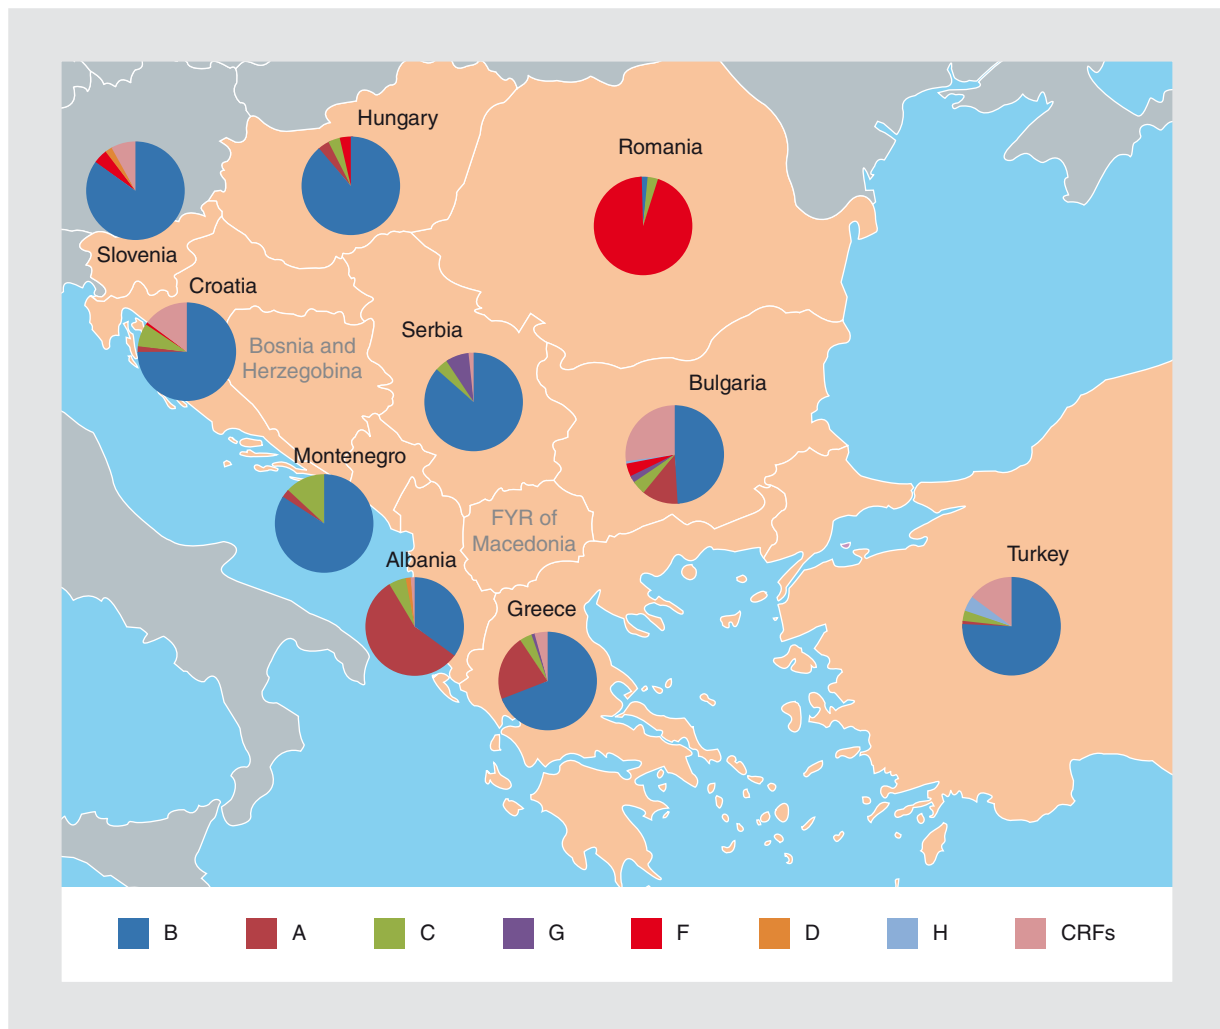 Hungary
Romania
Slovenia
Croatia
Serbia
Bosnia and
Herzegobina
Bulgaria
Montenegro
FYR of
Macedonia
Albania
Turkey
Greece
B
A
C
G
F
D
H
CRFs